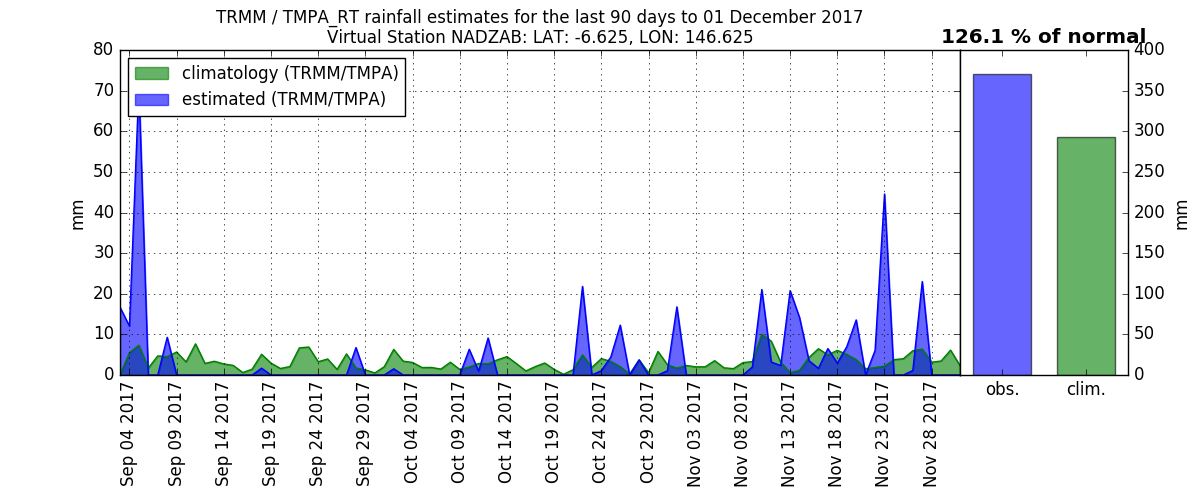 TRMM / TMPA_RT rainfall estimates for the last 90 days to 01 December 2017
Virtual Station NADZAB: LAT: -6.625, LON: 146.625
126.1 % of normal
climatology (TRMM/TMPA)
estimated (TRMM/TMPA)
80
70
60
50
40
30
20
10
0
mm
400
350
300
250
200
150
100
50
0
mm
Sep 04 2017
Sep 09 2017
Sep 14 2017
Sep 19 2017
Sep 24 2017
Sep 29 2017
Oct 04 2017
Oct 09 2017
Oct 14 2017
Oct 19 2017
Oct 24 2017
Oct 29 2017
Nov 03 2017
Nov 08 2017
Nov 13 2017
Nov 18 2017
Nov 23 2017
Nov 28 2017
obs.
clim.